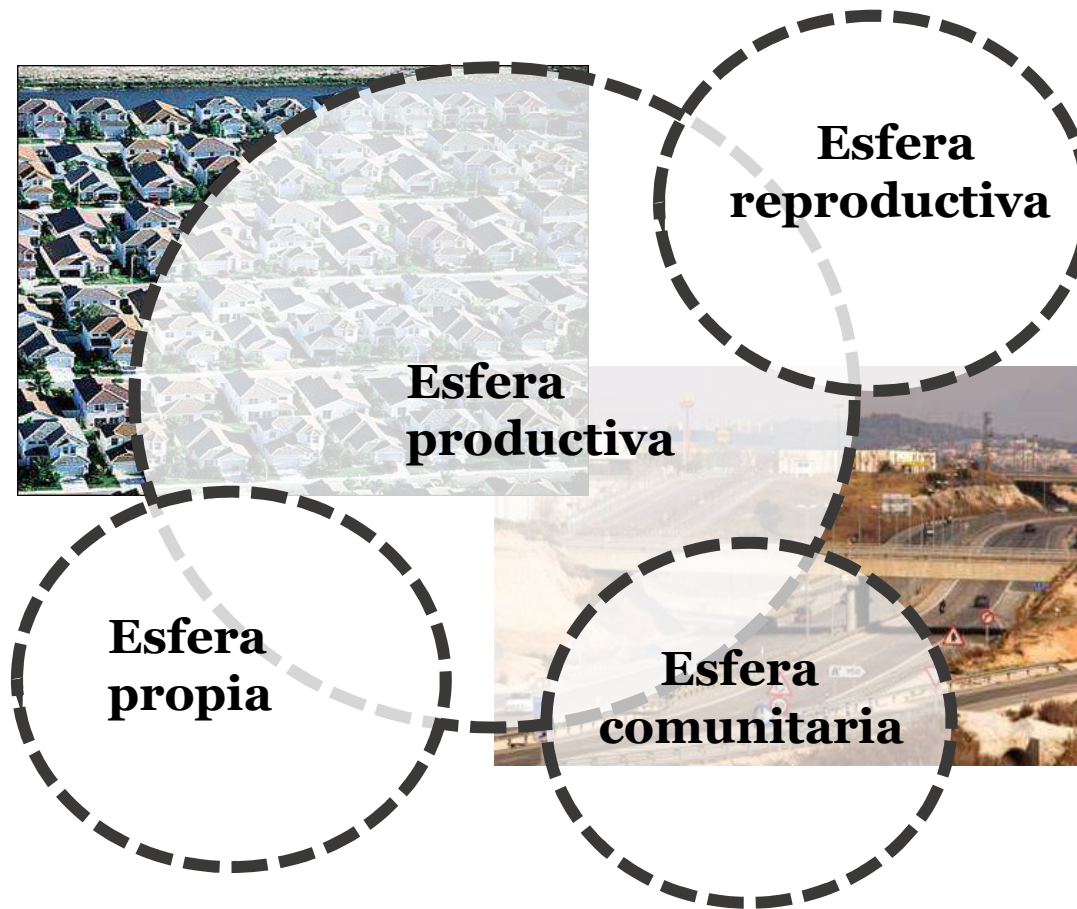 Esfera
reproductiva
Esfera
productiva
Esfera
propia
Esfera
comunitaria